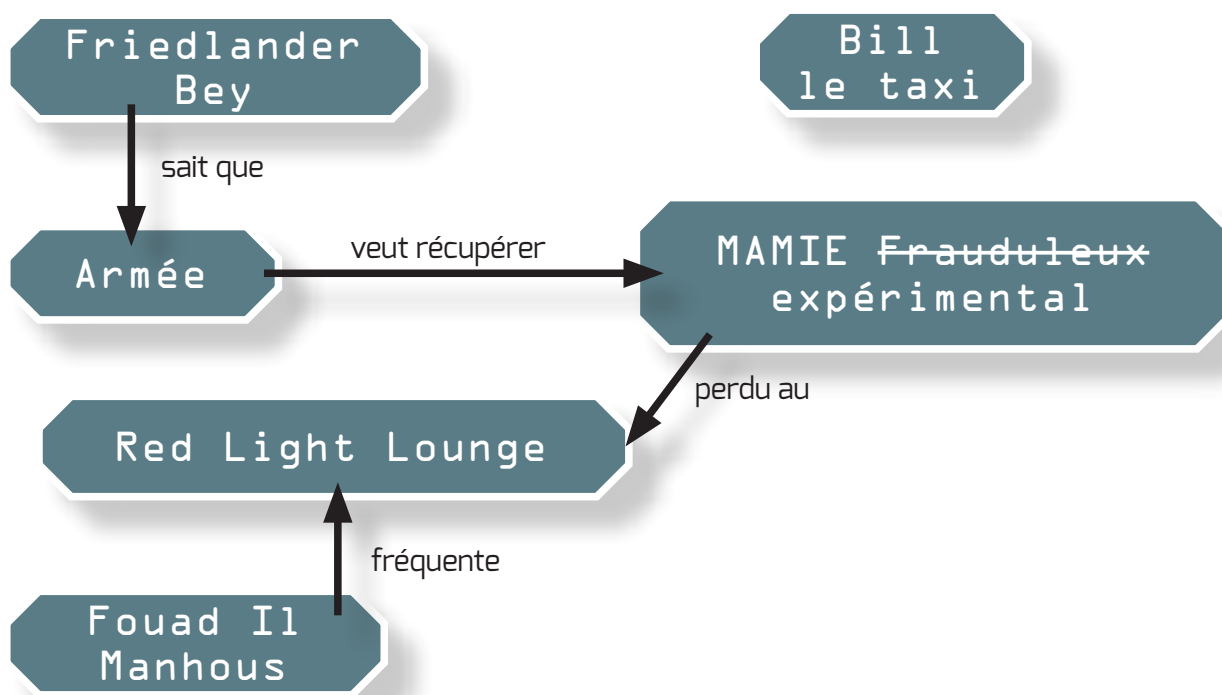 Friedlander
Bey
Bill
le taxi
sait que
Armée
veut récupérer
MAMIE Frauduleux
expérimental
perdu au
Red Light Lounge
fréquente
Fouad Il
Manhous